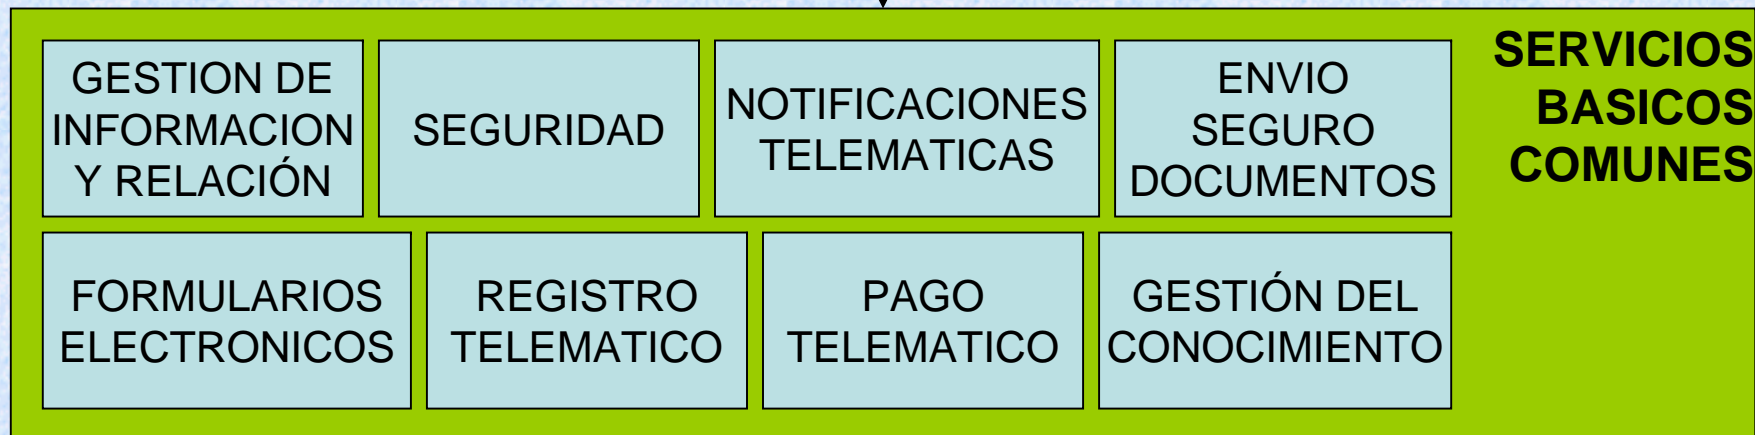 GESTION DE
INFORMACION
Y RELACIÓN
SEGURIDAD
NOTIFICACIONES
TELEMATICAS
ENVIO
SEGURO
DOCUMENTOS
SERVICIOS
BASICOS
COMUNES
FORMULARIOS
ELECTRONICOS
REGISTRO
TELEMATICO
PAGO
TELEMATICO
GESTIÓN DEL
CONOCIMIENTO